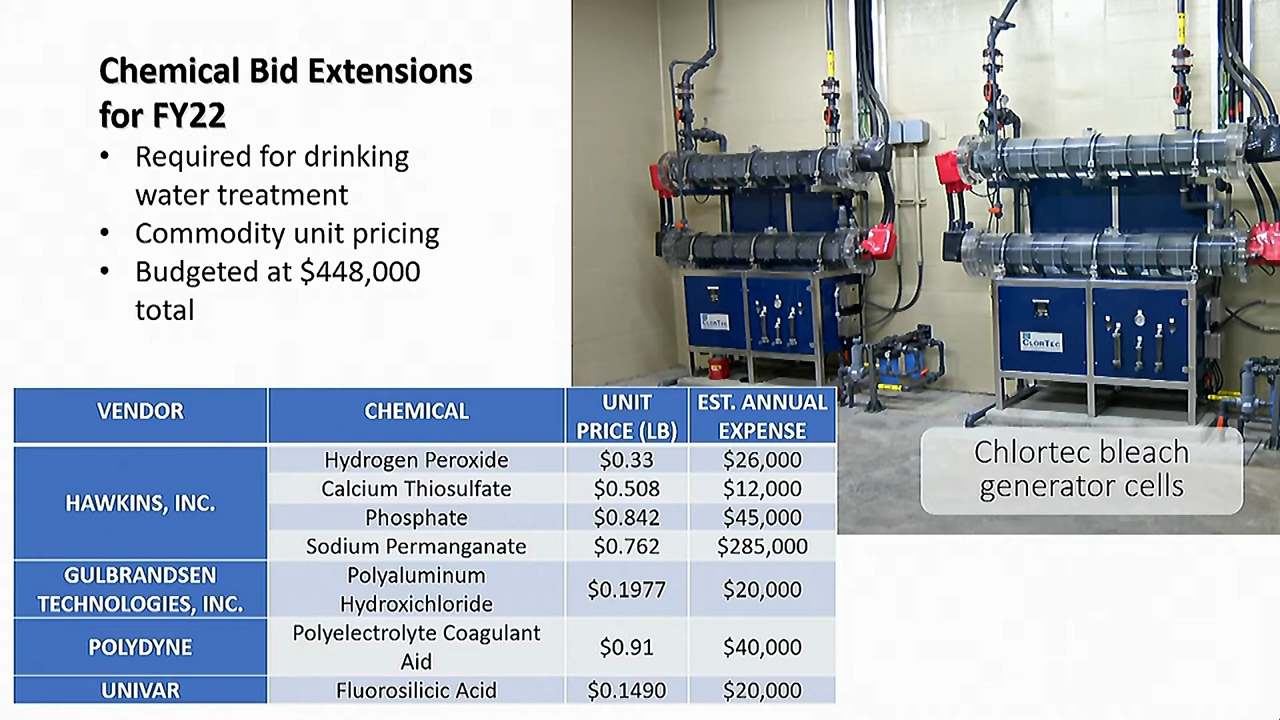 Chemical Bid Extensions
for FY22
• Required for drinking
water treatment
• Commodity unit pricing
• Budgeted at $448,000
total
VENDOR CHEMICAL UNIT PRICE (LB) EST. ANNUAL EXPENSE
HAWKINS, INC. Hydrogen Peroxide $0.33 $26,000
Calcium Thiosulfate $0.508 $12,000
Phosphate $0.842 $45,000
Sodium Permanganate $0.762 $285,000
GULBRANDSEN TECHNOLOGIES, INC. Polyaluminum Hydroxichloride $0.1977 $20,000
POLYDYNE Polyelectrolyte Coagulant Aid $0.91 $40,000
UNIVAR Fluorosilicic Acid $0.1490 $20,000
CLORTEC
CLORTEC
Chlortec bleach
generator cells